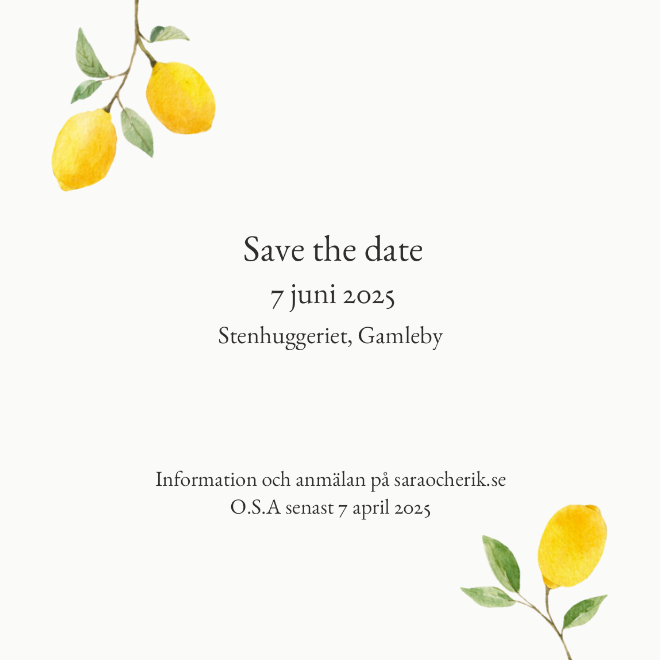 Save the date
7 juni 2025
Stenhuggeriet, Gamleby
Information och anmälan på saraocherik.se
O.S.A senast 7 april 2025